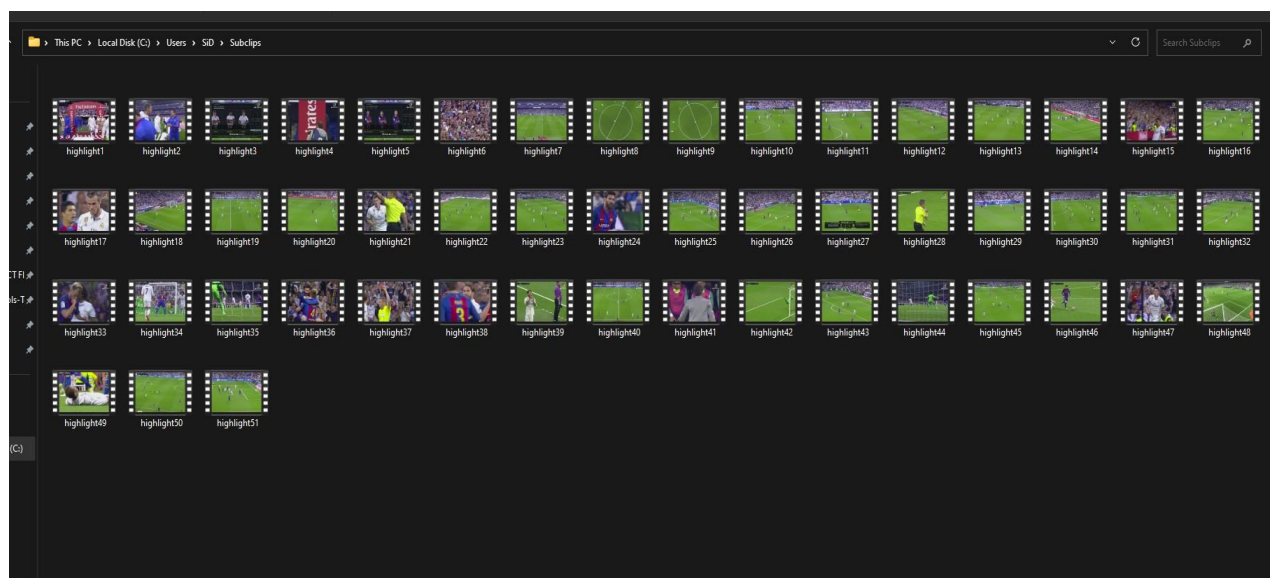 This PC > Local Disk (C:) > Users > SiD > Subclips
Search Subclips
highlight1 highlight2 highlight3 highlight4 highlight5 highlight6 highlight7 highlight8 highlight9 highlight10 highlight11 highlight12 highlight13 highlight14 highlight15 highlight16
highlight17 highlight18 highlight19 highlight20 highlight21 highlight22 highlight23 highlight24 highlight25 highlight26 highlight27 highlight28 highlight29 highlight30 highlight31 highlight32
CT FI
ols-T
highlight33 highlight34 highlight35 highlight36 highlight37 highlight38 highlight39 highlight40 highlight41 highlight42 highlight43 highlight44 highlight45 highlight46 highlight47 highlight48
highlight49 highlight50 highlight51
(C:)